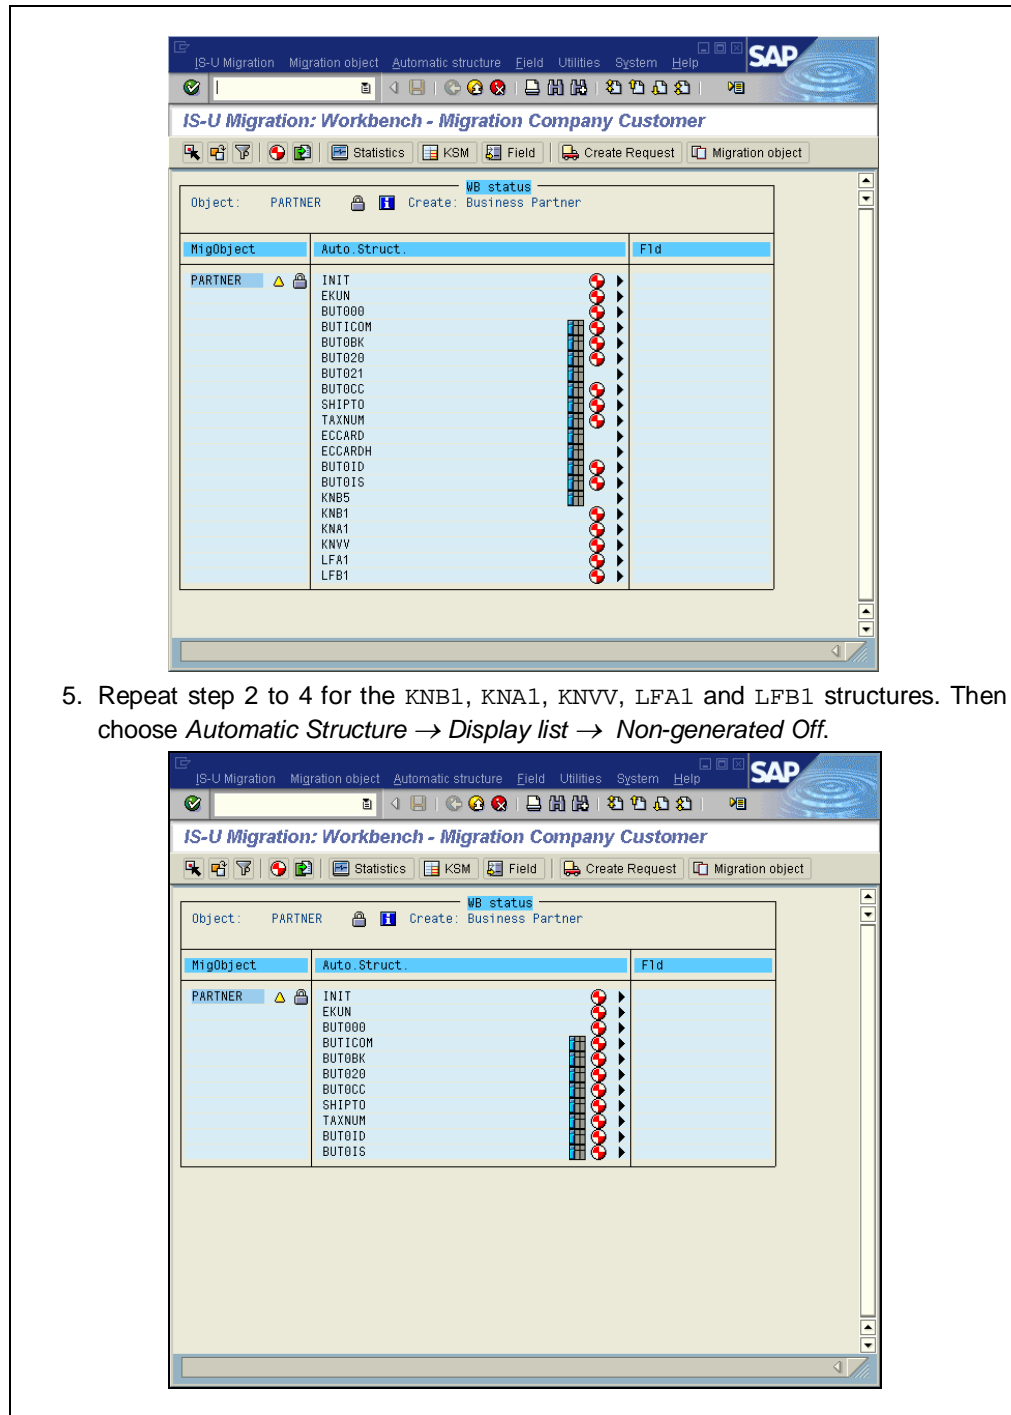 IS-U Migration Migration object Automatic structure Field Utilities System Help
SAP
IS-U Migration: Workbench - Migration Company Customer
Statistics KSM Field Create Request Migration object
WB status
Object: PARTNER Create: Business Partner
MigObject Auto.Struct. Fld
PARTNER INIT
EKUN
BUT000
BUTICOM
BUT0BK
BUT020
BUT021
BUT0CC
SHIPTO
TAXNUM
ECCARD
ECCARDH
BUT0ID
BUT0IS
KNB5
KNB1
KNA1
KNVV
LFA1
LFB1
5. Repeat step 2 to 4 for the KNB1, KNA1, KNVV, LFA1 and LFB1 structures. Then
choose Automatic Structure → Display list → Non-generated Off.
IS-U Migration Migration object Automatic structure Field Utilities System Help
SAP
IS-U Migration: Workbench - Migration Company Customer
Statistics KSM Field Create Request Migration object
WB status
Object: PARTNER Create: Business Partner
MigObject Auto.Struct. Fld
PARTNER INIT
EKUN
BUT000
BUTICOM
BUT0BK
BUT020
BUT0CC
SHIPTO
TAXNUM
BUT0ID
BUT0IS